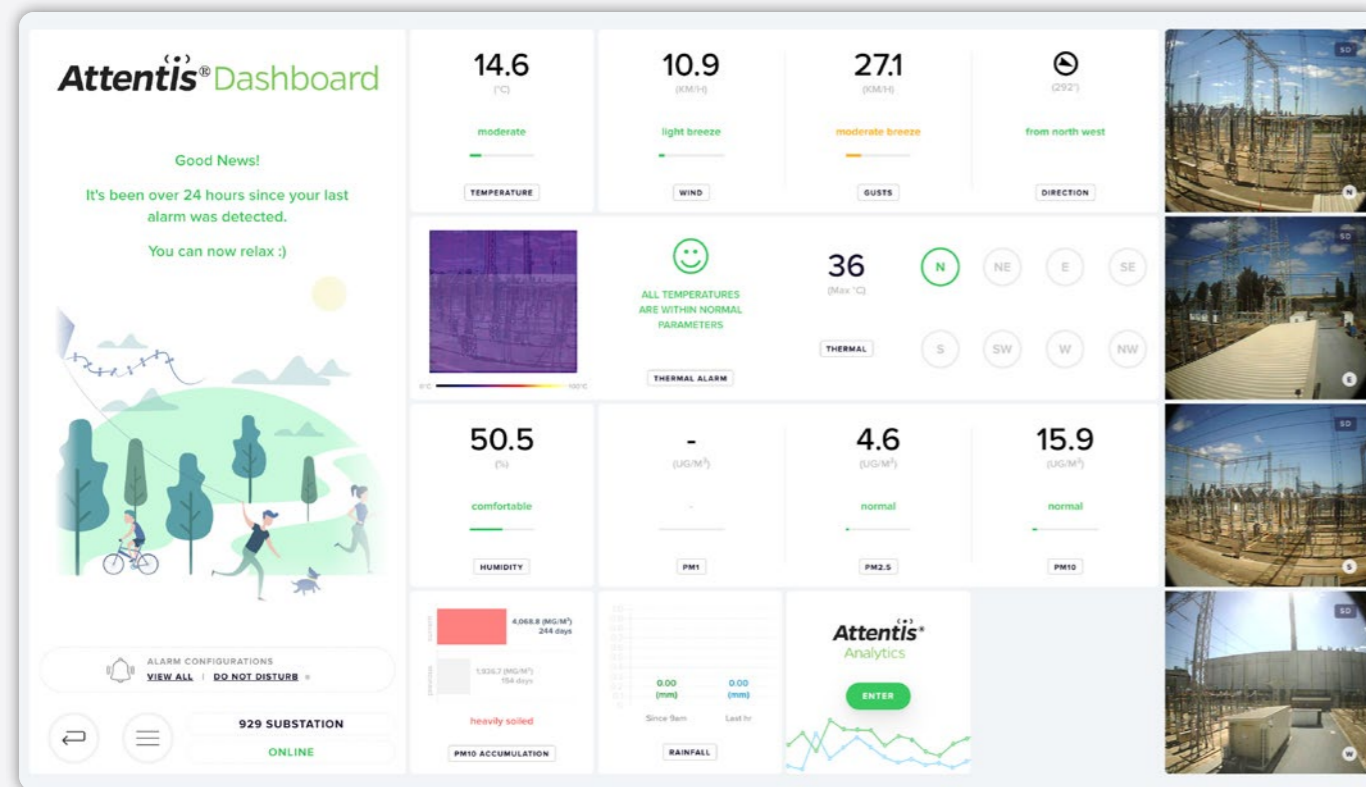 Attentis® Dashboard
Good News!
It's been over 24 hours since your last
alarm was detected.
You can now relax :)
ALARM CONFIGURATIONS
VIEW ALL | DO NOT DISTURB
929 SUBSTATION
ONLINE
14.6
(°C)
moderate
TEMPERATURE
10.9
(KM/H)
light breeze
WIND
27.1
(KM/H)
moderate breeze
GUSTS
(292°)
from north west
DIRECTION
SD
N
0°C
100°C
ALL TEMPERATURES
ARE WITHIN NORMAL
PARAMETERS
THERMAL ALARM
36
(Max °C)
THERMAL
N NE E SE
S SW W NW
SD
E
50.5
(%)
comfortable
HUMIDITY
-
(UG/M³)
-
PM1
4.6
(UG/M³)
normal
PM2.5
15.9
(UG/M³)
normal
PM10
SD
S
current
4,068.8 (MG/M³)
244 days
previous
1,926.7 (MG/M³)
184 days
heavily soiled
PM10 ACCUMULATION
0.00
(mm)
Since 9am
0.00
(mm)
Last hr
RAINFALL
Attentis®
Analytics
ENTER
SD
W